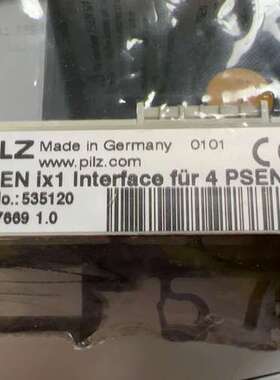 LZ Made in Germany 0101
www.pilz.com
EN ix1 Interface für 4 PSEN
o.:535120
7669 1.0
C